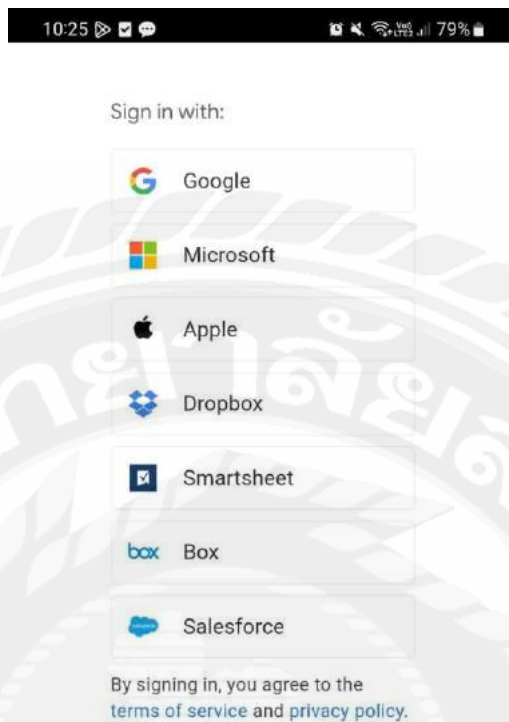 10:25
79%
Sign in with:
Google
Microsoft
Apple
Dropbox
Smartsheet
box Box
Salesforce
By signing in, you agree to the
terms of service and privacy policy.